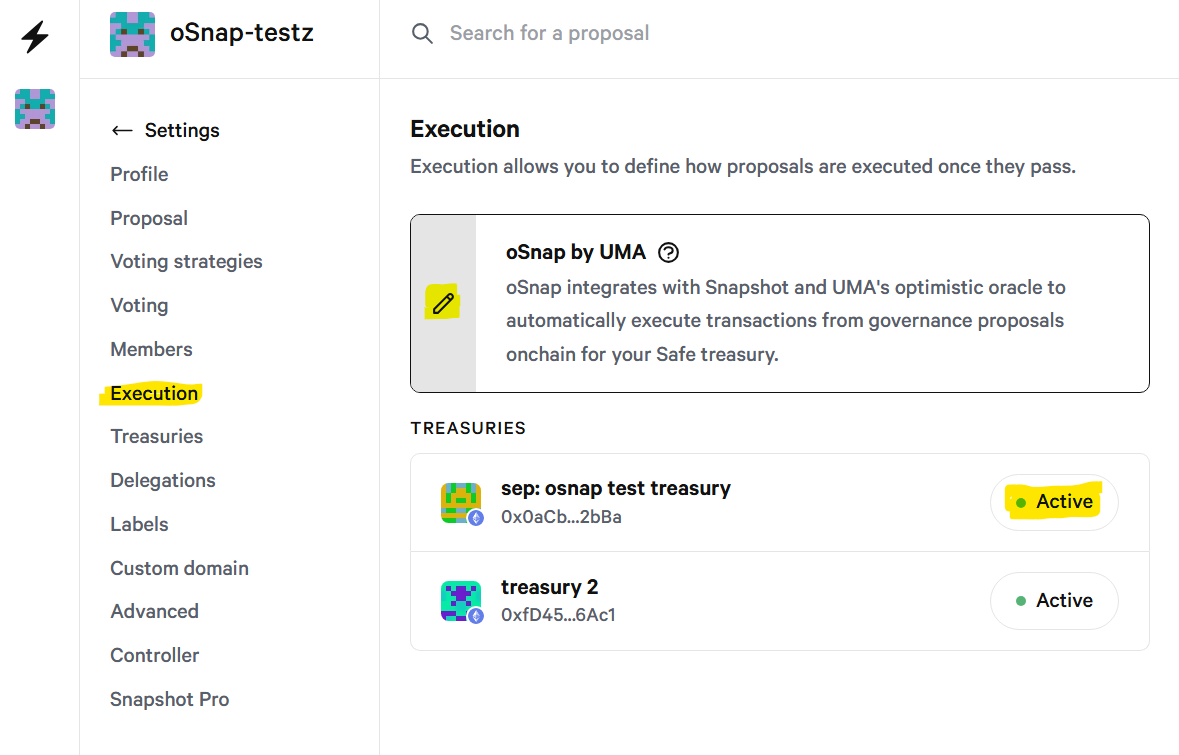 oSnap-testz
Search for a proposal
Settings
Profile
Proposal
Voting strategies
Voting
Members
Execution
Treasuries
Delegations
Labels
Custom domain
Advanced
Controller
Snapshot Pro
Execution
Execution allows you to define how proposals are executed once they pass.
oSnap by UMA
oSnap integrates with Snapshot and UMA's optimistic oracle to
automatically execute transactions from governance proposals
onchain for your Safe treasury.
TREASURIES
sep: osnap test treasury
0x0aCb...2bBa
Active
treasury 2
0xfD45...6Ac1
Active